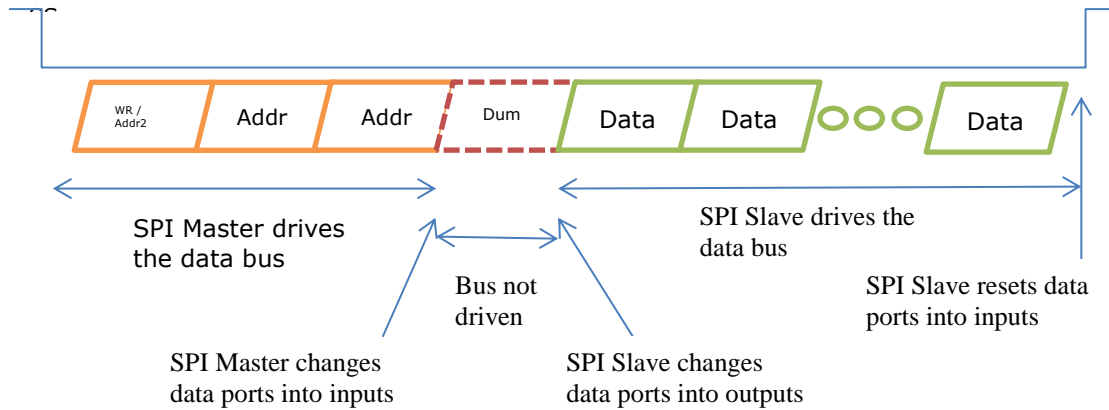 WR /
Addr2
Addr
Addr
Dum
Data
Data
Data
SPI Master drives
the data bus
SPI Slave drives the
data bus
Bus not
driven
SPI Slave resets data
ports into inputs
SPI Master changes
data ports into inputs
SPI Slave changes
data ports into outputs